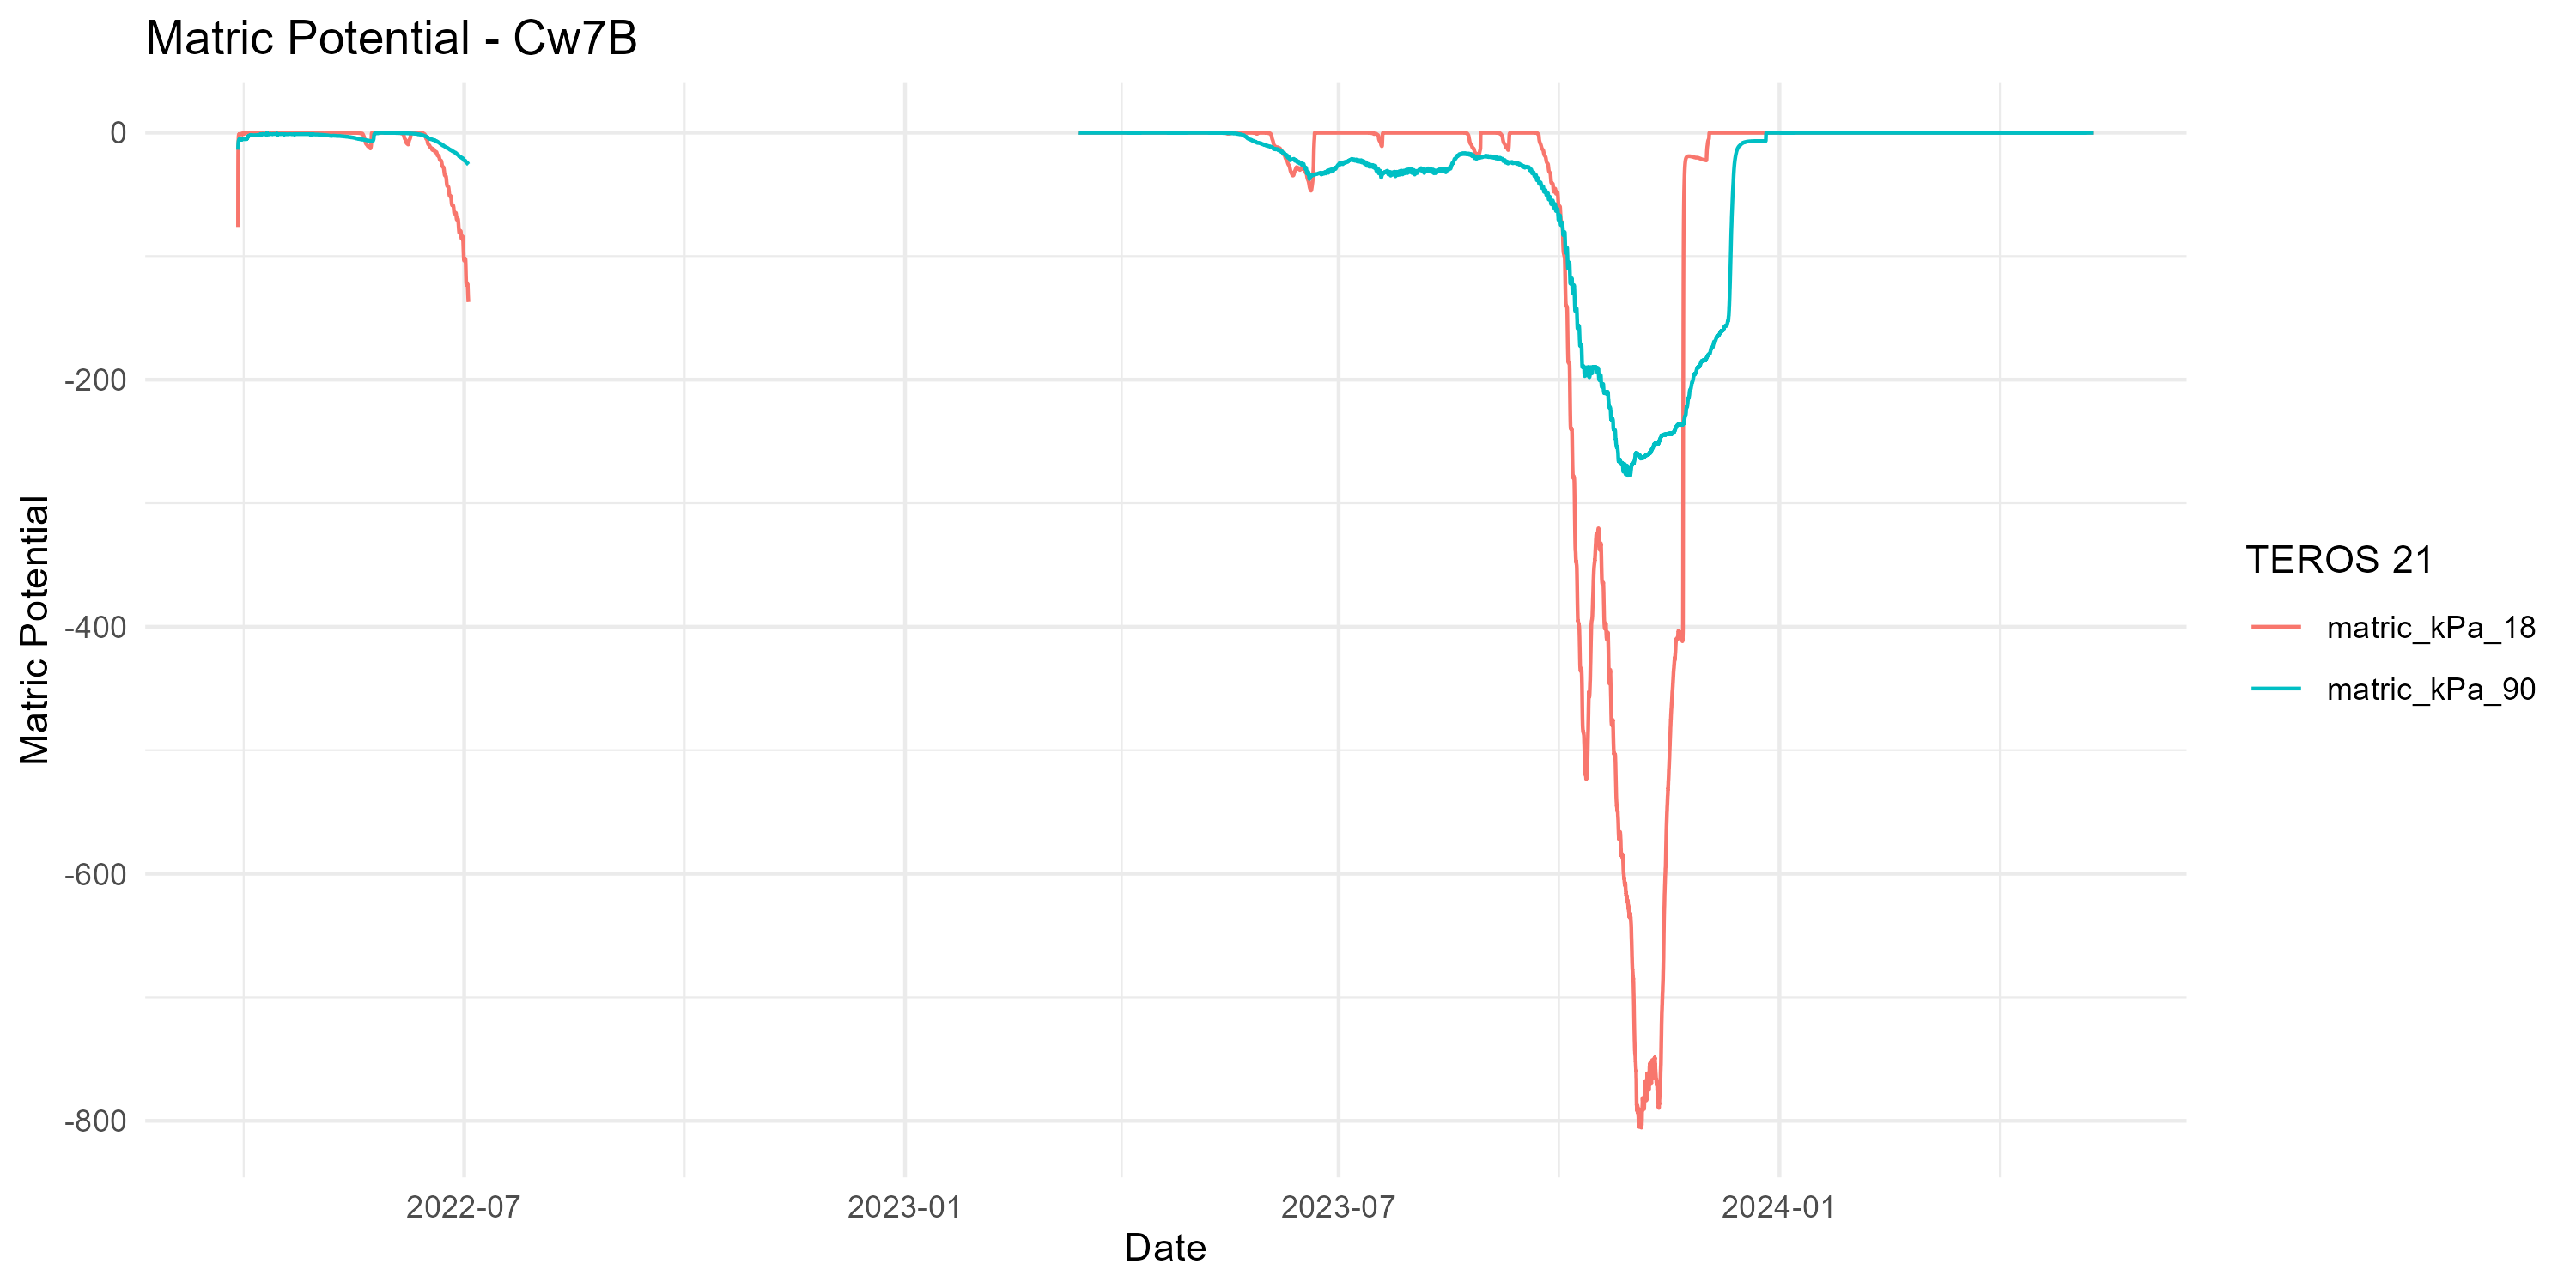 Matric Potential - Cw7B
0
-200
-400
-600
-800
Matric Potential
2022-07
2023-01
2023-07
2024-01
Date
TEROS 21
matric_kPa_18
matric_kPa_90